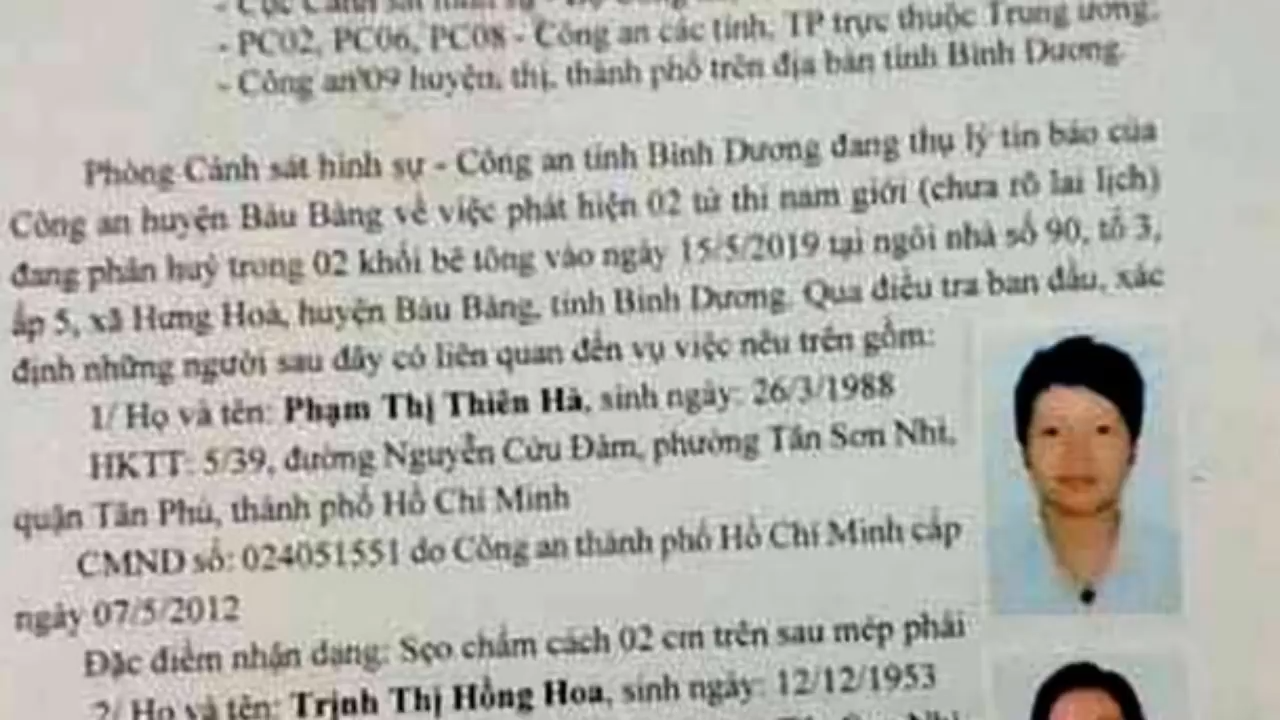 - Cục Cảnh sát hình sự - Bộ Công an
- PC02, PC06, PC08 - Công an các tỉnh, TP trực thuộc Trung ương;
- Công an 09 huyện, thị, thành phố trên địa bàn tỉnh Bình Dương.
Phòng Cảnh sát hình sự - Công an tỉnh Bình Dương đang thụ lý tin báo của
Công an huyện Bàu Bàng về việc phát hiện 02 tử thi nam giới (chưa rõ lai lịch)
đang phân huỷ trong 02 khối bê tông vào ngày 15/5/2019 tại ngôi nhà số 90, tổ 3,
ấp 5, xã Hưng Hoà, huyện Bàu Bàng, tỉnh Bình Dương. Qua điều tra ban đầu, xác
định những người sau đây có liên quan đến vụ việc nêu trên gồm:
1/ Họ và tên: Phạm Thị Thiên Hà, sinh ngày: 26/3/1988
HKTT: 5/39, đường Nguyễn Cửu Đàm, phường Tân Sơn Nhì,
quận Tân Phú, thành phố Hồ Chí Minh
CMND số: 024051551 do Công an thành phố Hồ Chí Minh cấp
ngày 07/5/2012
Đặc điểm nhận dạng: Sẹo chấm cách 02 cm trên sau mép phải
2/ Họ và tên: Trịnh Thị Hồng Hoa, sinh ngày: 12/12/1953